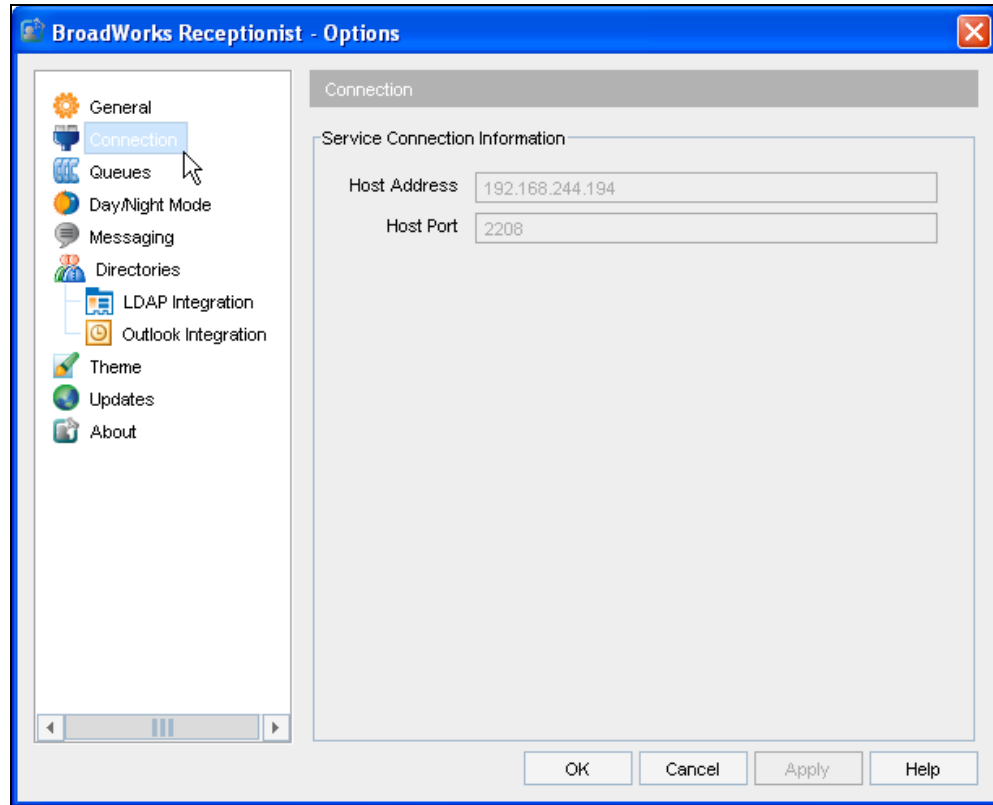 BroadWorks Receptionist - Options
General
Connection
Queues
Day/Night Mode
Messaging
Directories
LDAP Integration
Outlook Integration
Theme
Updates
About
Connection
Service Connection Information
Host Address 192.168.244.194
Host Port 2208
OK Cancel Apply Help